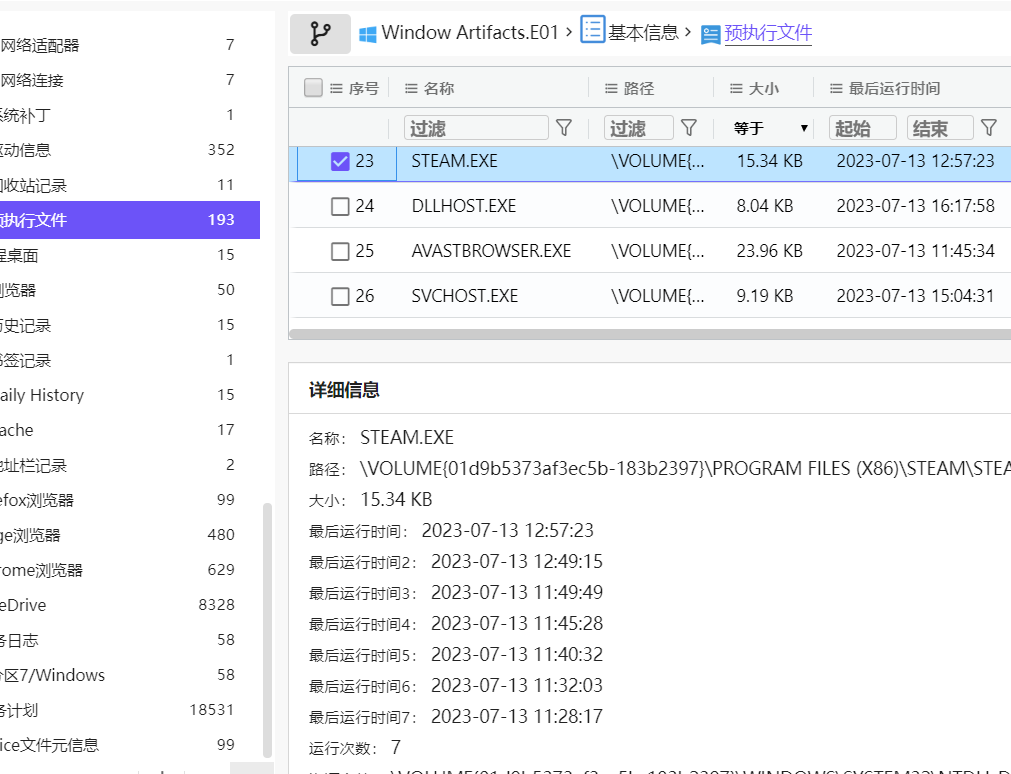 Window Artifacts.E01 > 基本信息 > 预执行文件
网络适配器 7
网络连接 7
系统补丁 1
驱动信息 352
回收站记录 11
预执行文件 193
程桌面 15
浏览器 50
历史记录 15
书签记录 1
aily History 15
ache 17
地址栏记录 2
efox浏览器 99
ge浏览器 480
rome浏览器 629
eDrive 8328
务日志 58
分区7/Windows 58
务计划 18531
ice文件元信息 99
序号 名称 路径 大小 最后运行时间
过滤 过滤 等于 起始 结束
23 STEAM.EXE \VOLUME{... 15.34 KB 2023-07-13 12:57:23
24 DLLHOST.EXE \VOLUME{... 8.04 KB 2023-07-13 16:17:58
25 AVASTBROWSER.EXE \VOLUME{... 23.96 KB 2023-07-13 11:45:34
26 SVCHOST.EXE \VOLUME{... 9.19 KB 2023-07-13 15:04:31
详细信息
名称: STEAM.EXE
路径: \VOLUME{01d9b5373af3ec5b-183b2397}\PROGRAM FILES (X86)\STEAM\STEA
大小: 15.34 KB
最后运行时间: 2023-07-13 12:57:23
最后运行时间2: 2023-07-13 12:49:15
最后运行时间3: 2023-07-13 11:49:49
最后运行时间4: 2023-07-13 11:45:28
最后运行时间5: 2023-07-13 11:40:32
最后运行时间6: 2023-07-13 11:32:03
最后运行时间7: 2023-07-13 11:28:17
运行次数: 7